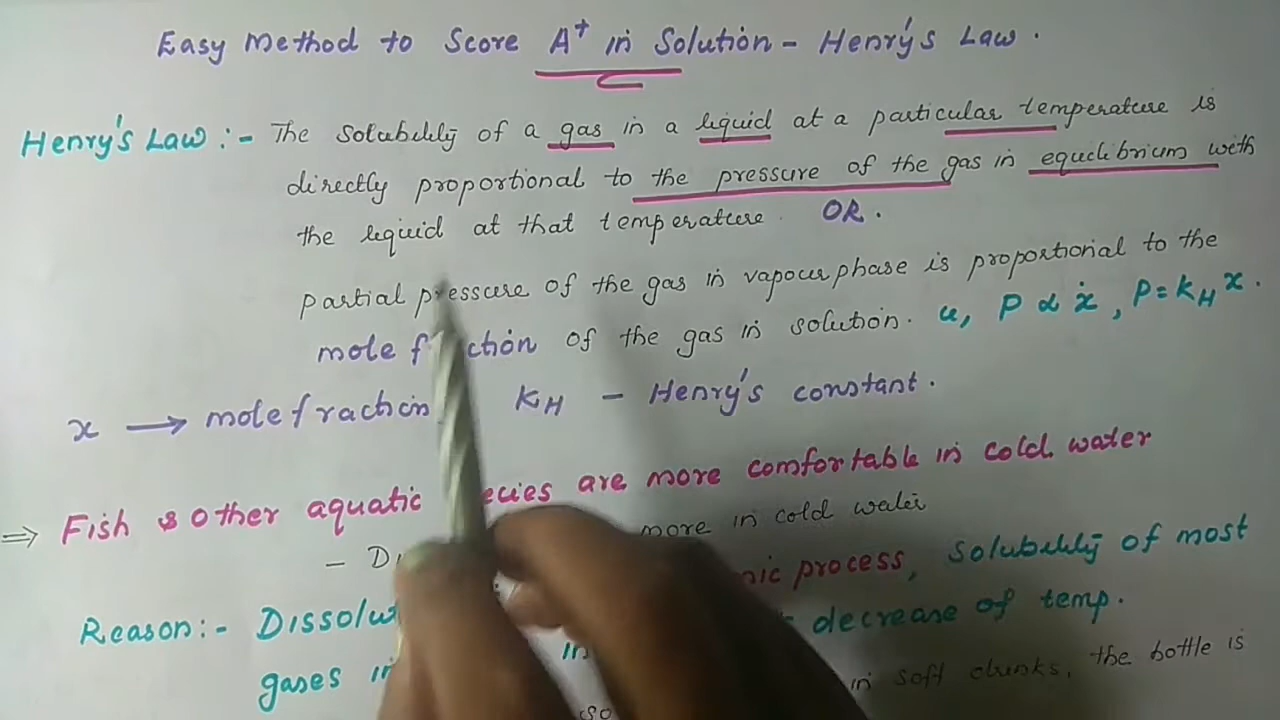 Easy Method to Score A+ in Solution - Henry's Law.
Henry's Law :- The solubility of a gas in a liquid at a particular temperature is
directly proportional to the pressure of the gas in equilibrium with
the liquid at that temperature. OR.
partial pressure of the gas in vapour phase is proportional to the
mole fraction of the gas in solution. ie, P ∝ x, P = KH x.
x → mole fraction KH – Henry's constant.
⇒ Fish & Other aquatic are more comfortable in cold water
- more in cold water
Reason:- process, Solubility of most
gases in decrease of temp.
in soft drinks, the bottle is